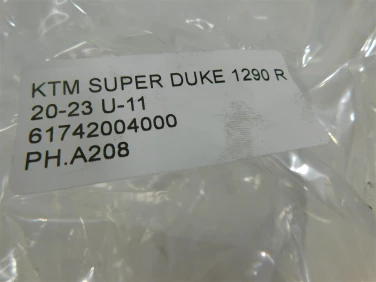 KTM SUPER DUKE 1290 R
20-23 U-11
61742004000
PH.A208